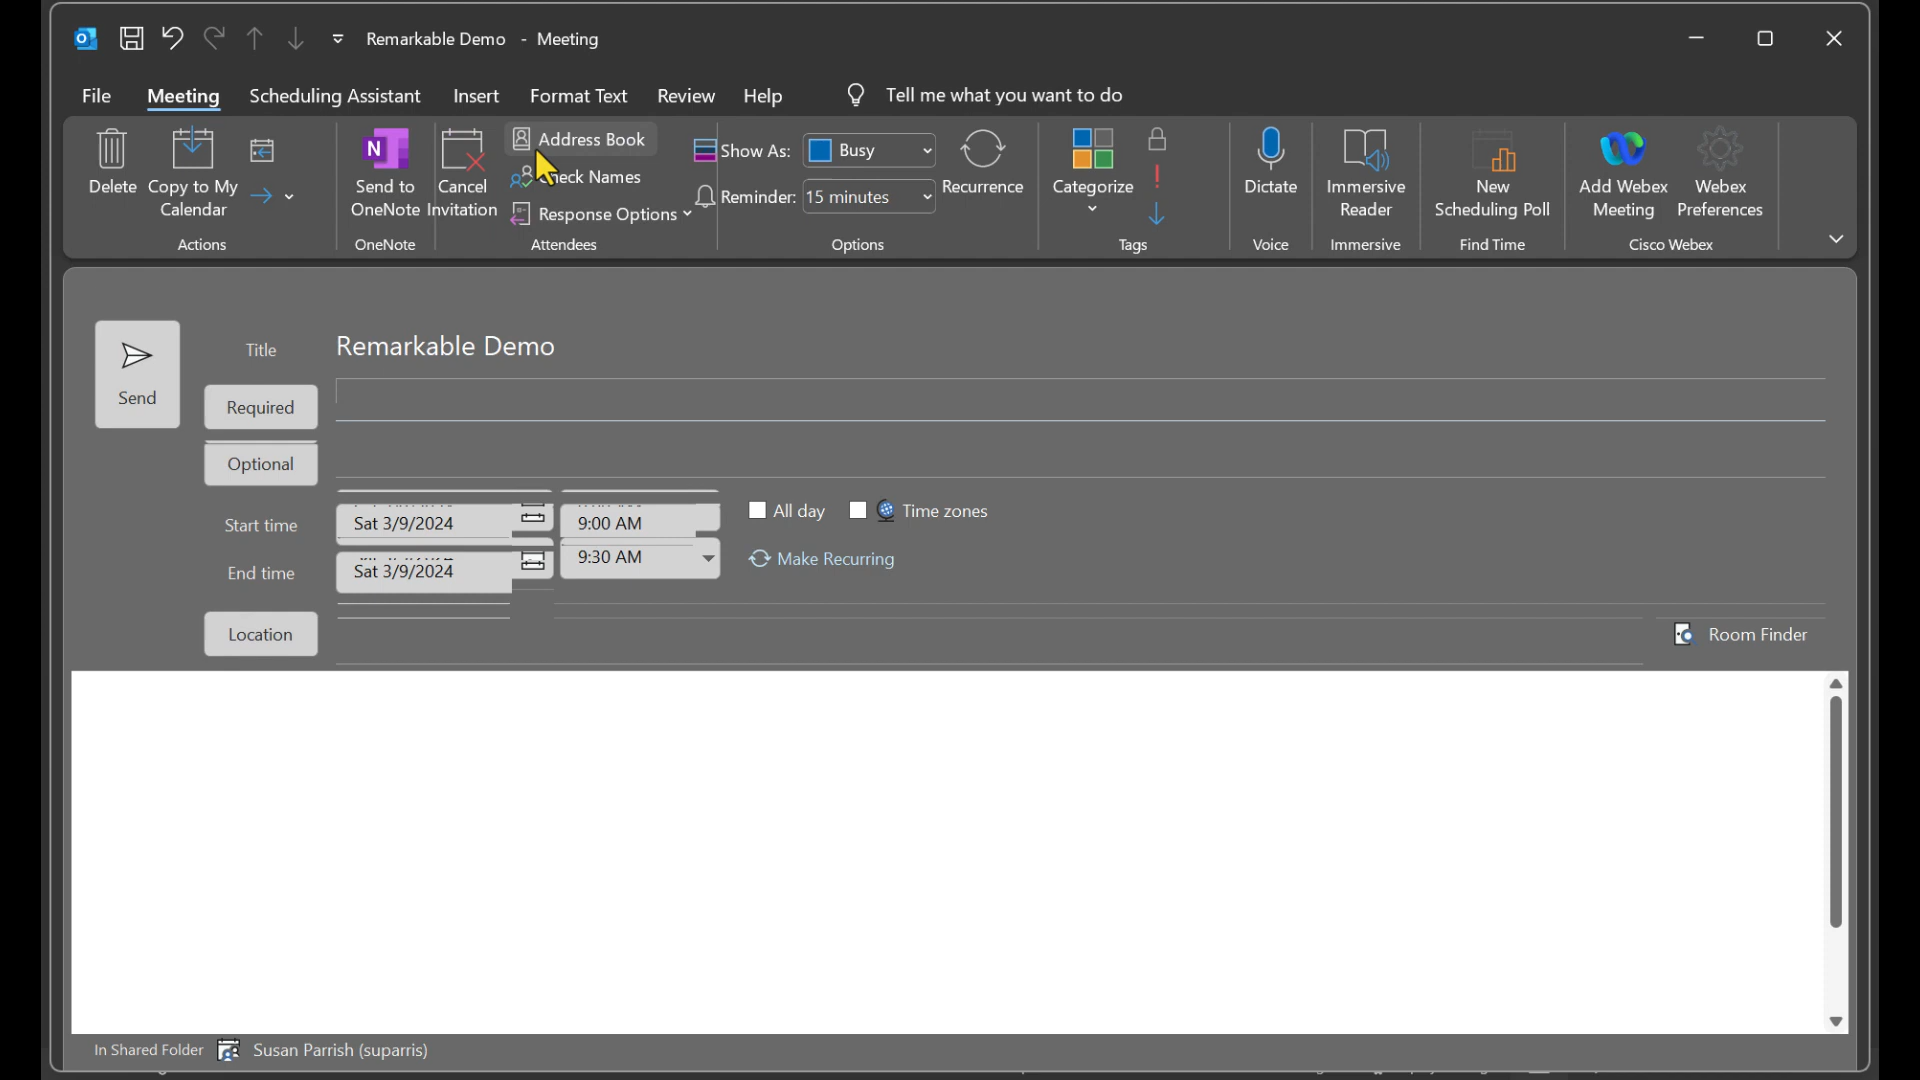 Remarkable Demo - Meeting
File Meeting Scheduling Assistant Insert Format Text Review Help Tell me what you want to do
Delete
Copy to My
Calendar
Actions
N
Send to
OneNote
OneNote
Cancel
Invitation
Address Book
Check Names
Response Options
Attendees
Show As: Busy
Reminder: 15 minutes
Recurrence
Options
Categorize
Tags
Dictate
Voice
Immersive
Reader
Immersive
New
Scheduling Poll
Find Time
Add Webex
Meeting
Webex
Preferences
Cisco Webex
Send
Title Remarkable Demo
Required
Optional
Start time Sat 3/9/2024 9:00 AM All day Time zones
End time Sat 3/9/2024 9:30 AM Make Recurring
Location Room Finder
In Shared Folder Susan Parrish (suparris)